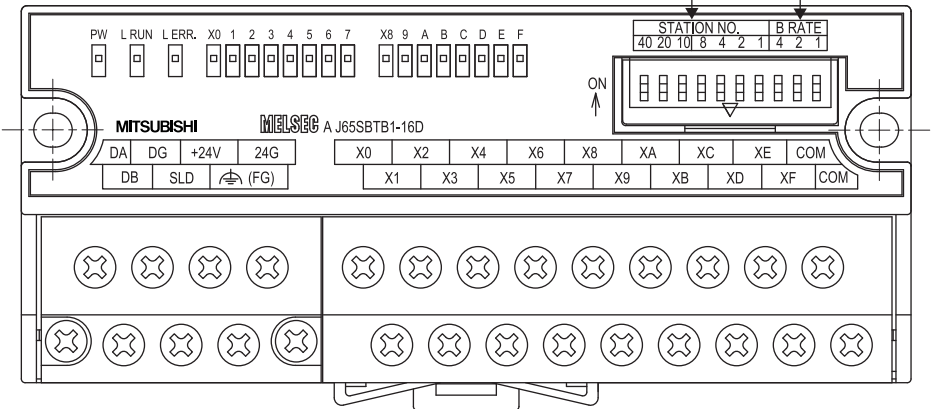 STATION NO. B RATE
40 20 10 8 4 2 1 4 2 1
PW L RUN L ERR. X0 1 2 3 4 5 6 7 X8 9 A B C D E F
ON
MITSUBISHI MELSEC A J65SBTB1-16D
DA DG +24V 24G X0 X2 X4 X6 X8 XA XC XE COM
DB SLD (FG) X1 X3 X5 X7 X9 XB XD XF COM